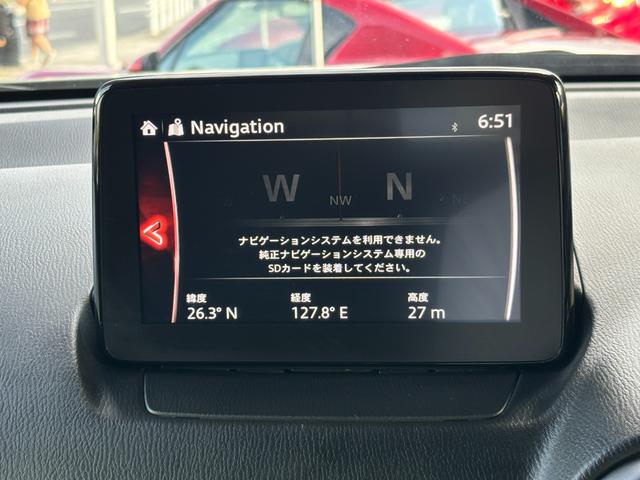 Navigation
6:51
W NW N NE
ナビゲーションシステムを利用できません。
純正ナビゲーションシステム専用の
SDカードを装着してください。
緯度 経度 高度
26.3° N 127.8° E 27 m